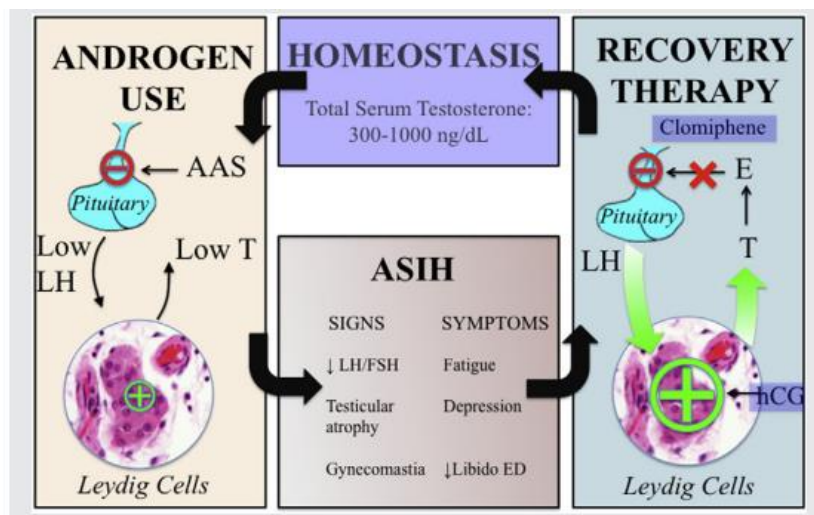 ANDROGEN
USE
AAS
Pituitary
Low
LH
Low T
Leydig Cells
HOMEOSTASIS
Total Serum Testosterone:
300-1000 ng/dL
ASIH
SIGNS
SYMPTOMS
↓ LH/FSH
Fatigue
Testicular
atrophy
Depression
Gynecomastia
↓Libido ED
RECOVERY
THERAPY
Clomiphene
E
Pituitary
LH
T
hCG
Leydig Cells